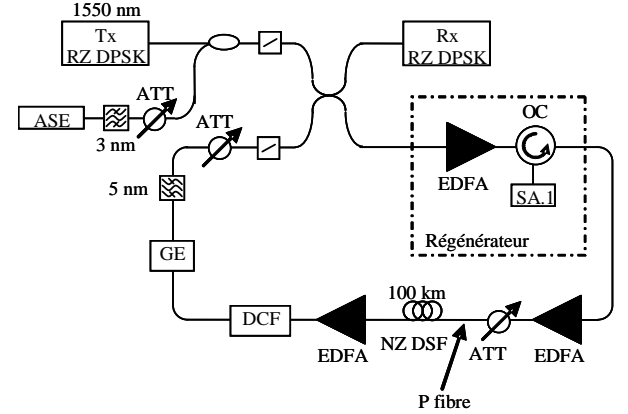 1550 nm
Tx
RZ DPSK
Rx
RZ DPSK
ATT
ASE
3 nm
ATT
OC
EDFA
SA.1
5 nm
Régénérateur
GE
100 km
DCF
EDFA
NZ DSF
ATT
EDFA
P fibre